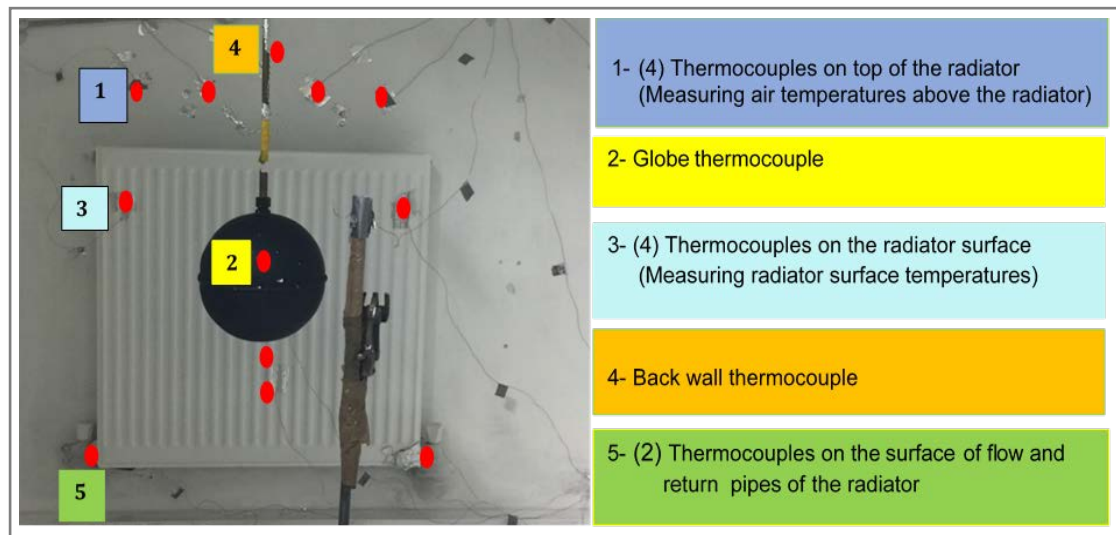 4
1
3
2
5
1- (4) Thermocouples on top of the radiator
(Measuring air temperatures above the radiator)
2- Globe thermocouple
3- (4) Thermocouples on the radiator surface
(Measuring radiator surface temperatures)
4- Back wall thermocouple
5- (2) Thermocouples on the surface of flow and
return pipes of the radiator